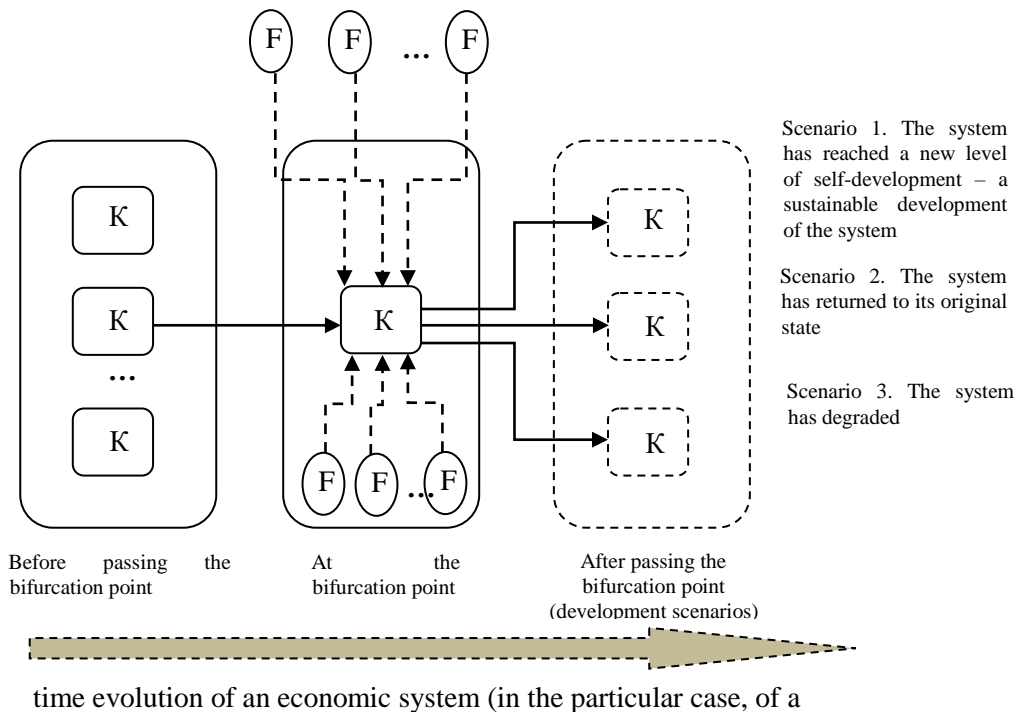 F F ... F
К
К
...
К
К
F F ... F
К
К
К
Scenario 1. The system
has reached a new level
of self-development – a
sustainable development
of the system
Scenario 2. The system
has returned to its original
state
Scenario 3. The system
has degraded
Before passing the
bifurcation point
At the
bifurcation point
After passing the
bifurcation point
(development scenarios)
time evolution of an economic system (in the particular case, of a